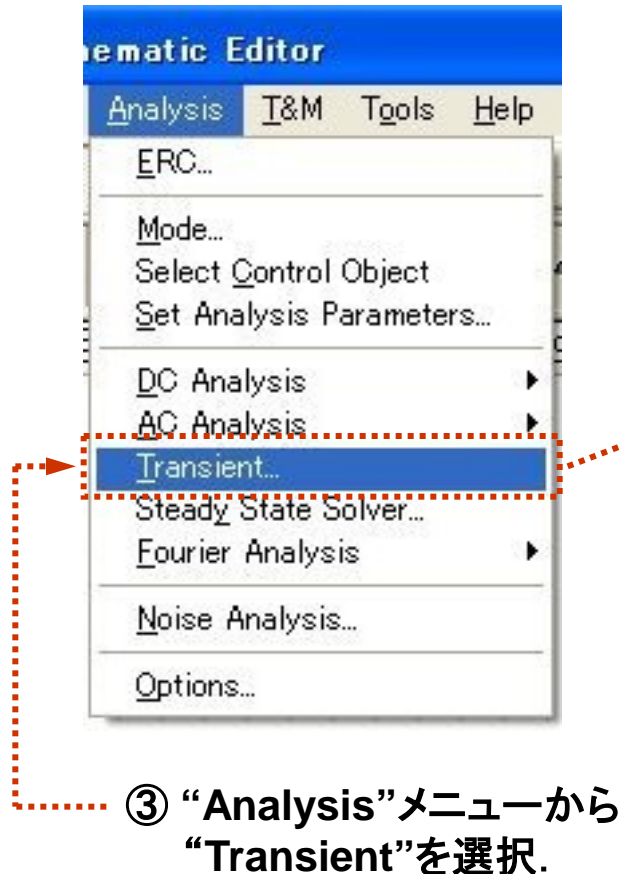 ematic Editor
Analysis T&M Tools Help
ERC...
Mode...
Select Control Object
Set Analysis Parameters...
DC Analysis
AC Analysis
Transient...
Steady State Solver...
Fourier Analysis
Noise Analysis...
Options...
③ “Analysis”メニューから
“Transient”を選択.